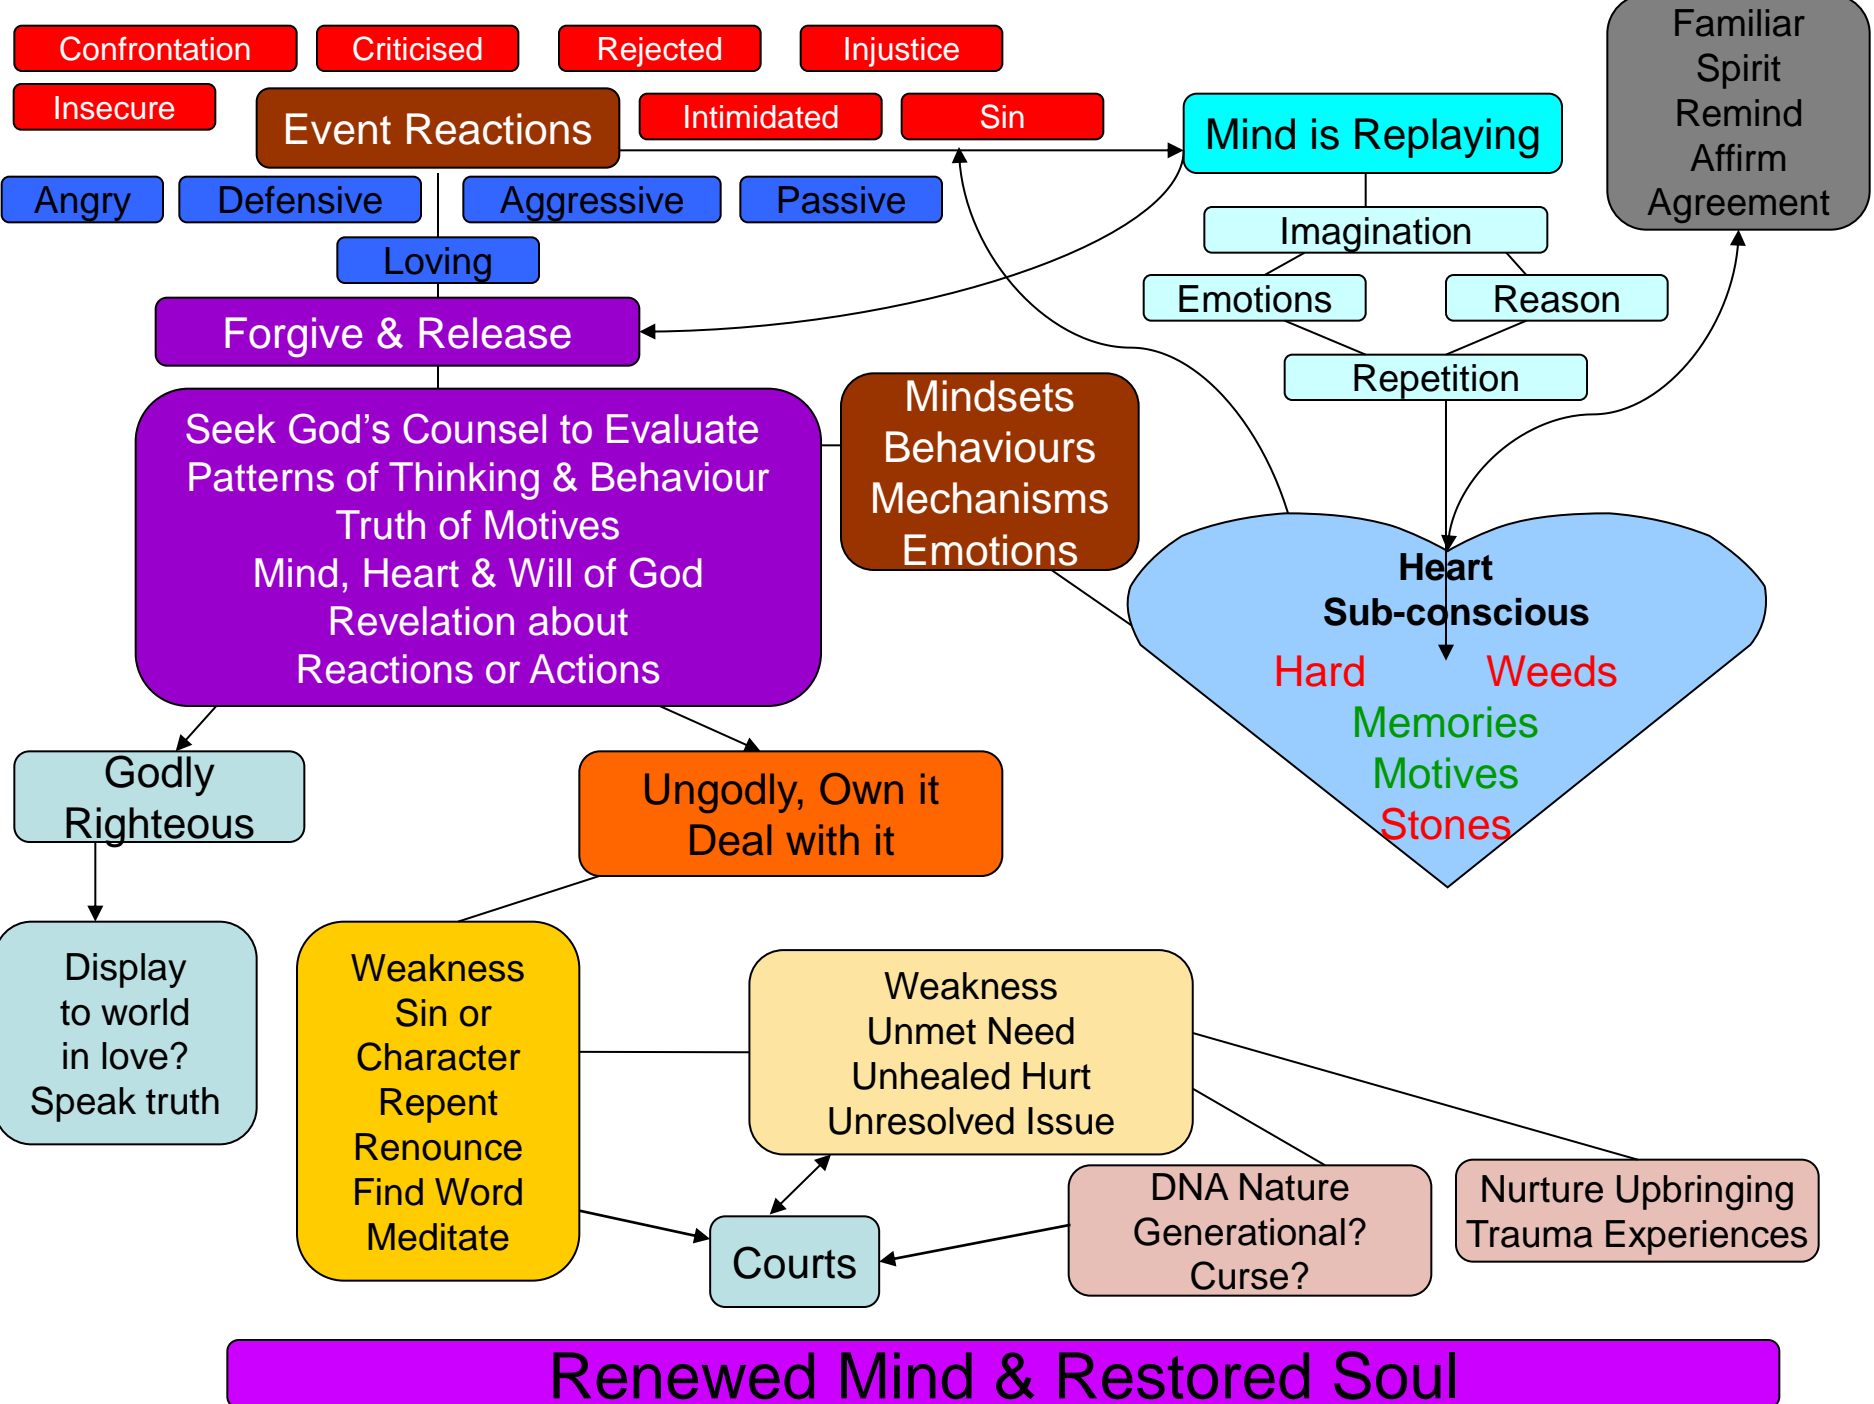 Confrontation
Criticised
Rejected
Injustice
Insecure
Event Reactions
Intimidated
Sin
Mind is Replaying
Familiar
Spirit
Remind
Affirm
Agreement
Angry
Defensive
Aggressive
Passive
Loving
Imagination
Emotions
Reason
Repetition
Forgive & Release
Seek God's Counsel to Evaluate
Patterns of Thinking & Behaviour
Truth of Motives
Mind, Heart & Will of God
Revelation about
Reactions or Actions
Mindsets
Behaviours
Mechanisms
Emotions
Heart
Sub-conscious
Hard Weeds
Memories
Motives
Stones
Godly
Righteous
Ungodly, Own it
Deal with it
Display
to world
in love?
Speak truth
Weakness
Sin or
Character
Repent
Renounce
Find Word
Meditate
Weakness
Unmet Need
Unhealed Hurt
Unresolved Issue
Courts
DNA Nature
Generational?
Curse?
Nurture Upbringing
Trauma Experiences
Renewed Mind & Restored Soul